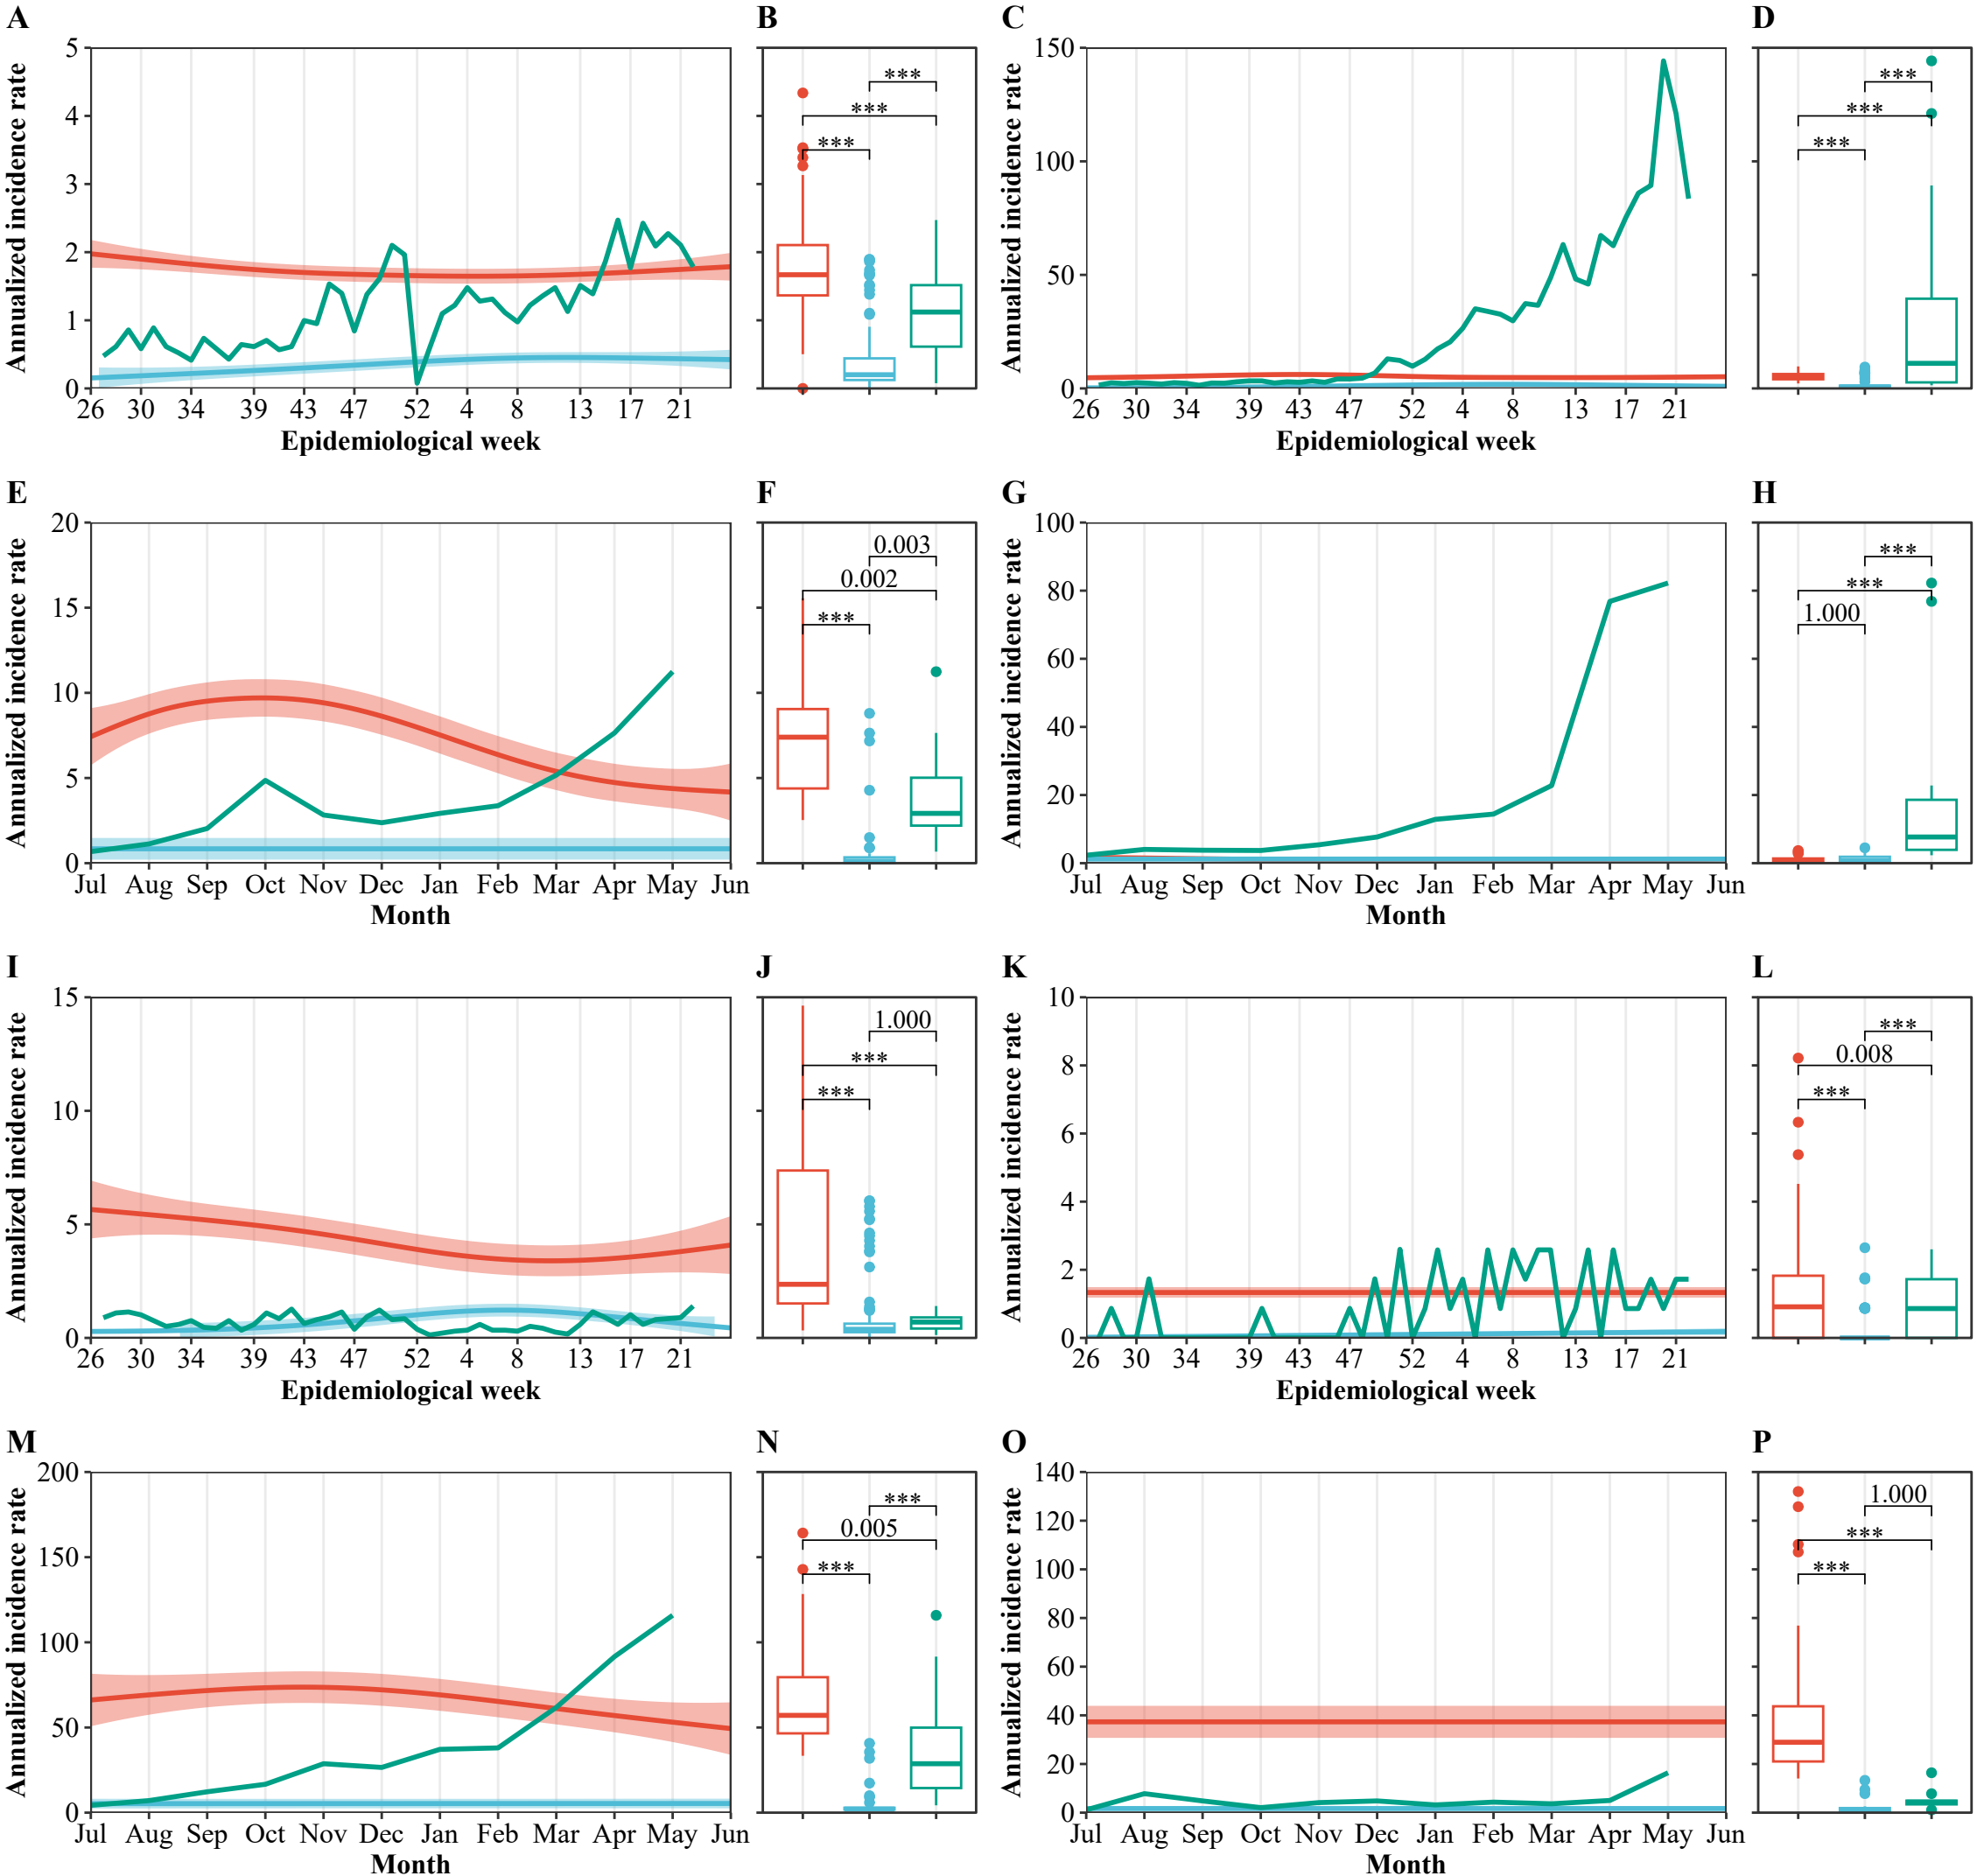 A B C D
Annualized incidence rate
5
4
3
2
1
0
26 30 34 39 43 47 52 4 8 13 17 21
Epidemiological week
***
***
***
Annualized incidence rate
150
100
50
0
26 30 34 39 43 47 52 4 8 13 17 21
Epidemiological week
***
***
***
E F G H
Annualized incidence rate
20
15
10
5
0
Jul Aug Sep Oct Nov Dec Jan Feb Mar Apr May Jun
Month
0.003
0.002
***
Annualized incidence rate
100
80
60
40
20
0
Jul Aug Sep Oct Nov Dec Jan Feb Mar Apr May Jun
Month
***
***
1.000
I J K L
Annualized incidence rate
15
10
5
0
26 30 34 39 43 47 52 4 8 13 17 21
Epidemiological week
1.000
***
***
Annualized incidence rate
10
8
6
4
2
0
26 30 34 39 43 47 52 4 8 13 17 21
Epidemiological week
***
0.008
***
M N O P
Annualized incidence rate
200
150
100
50
0
Jul Aug Sep Oct Nov Dec Jan Feb Mar Apr May Jun
Month
***
0.005
***
Annualized incidence rate
140
120
100
80
60
40
20
0
Jul Aug Sep Oct Nov Dec Jan Feb Mar Apr May Jun
Month
1.000
***
***